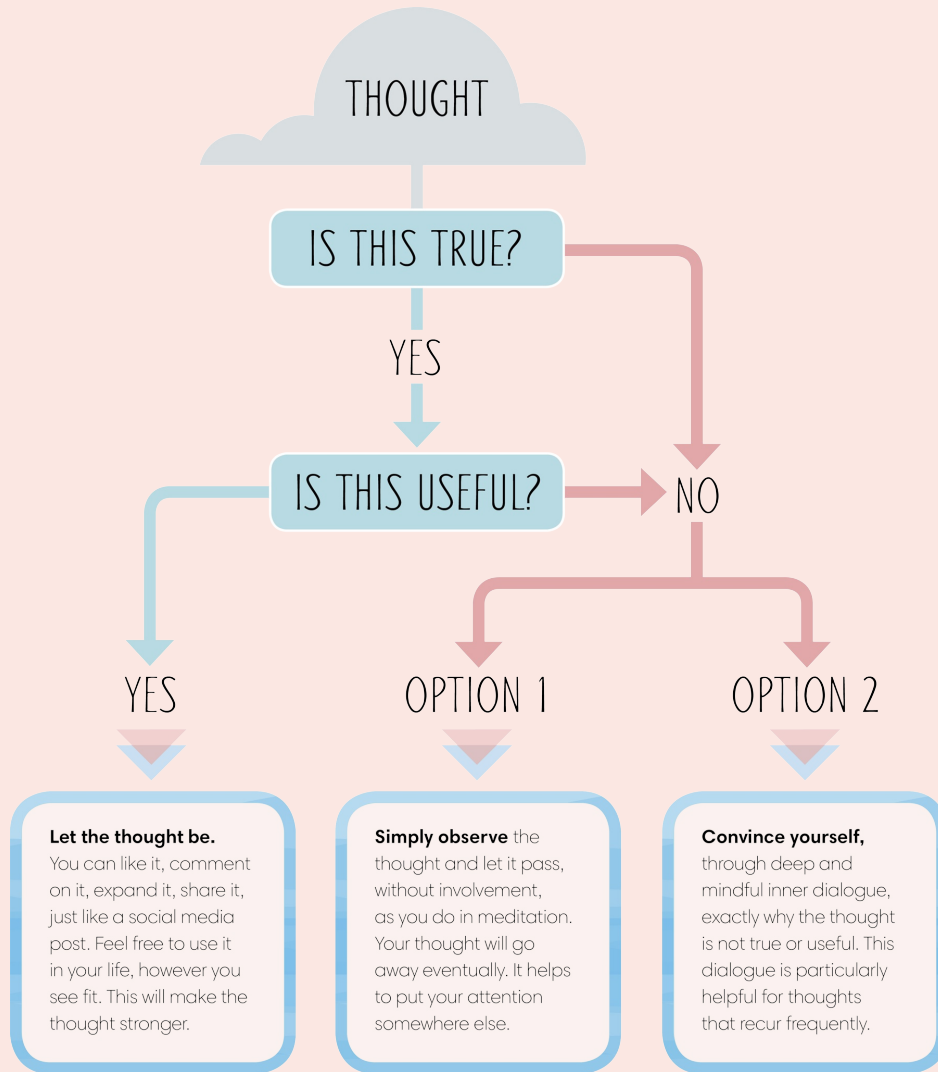 THOUGHT
IS THIS TRUE?
YES
IS THIS USEFUL?
NO
YES
OPTION 1
OPTION 2
Let the thought be.
You can like it, comment
on it, expand it, share it,
just like a social media
post. Feel free to use it
in your life, however you
see fit. This will make the
thought stronger.
Simply observe the
thought and let it pass,
without involvement,
as you do in meditation.
Your thought will go
away eventually. It helps
to put your attention
somewhere else.
Convince yourself,
through deep and
mindful inner dialogue,
exactly why the thought
is not true or useful. This
dialogue is particularly
helpful for thoughts
that recur frequently.